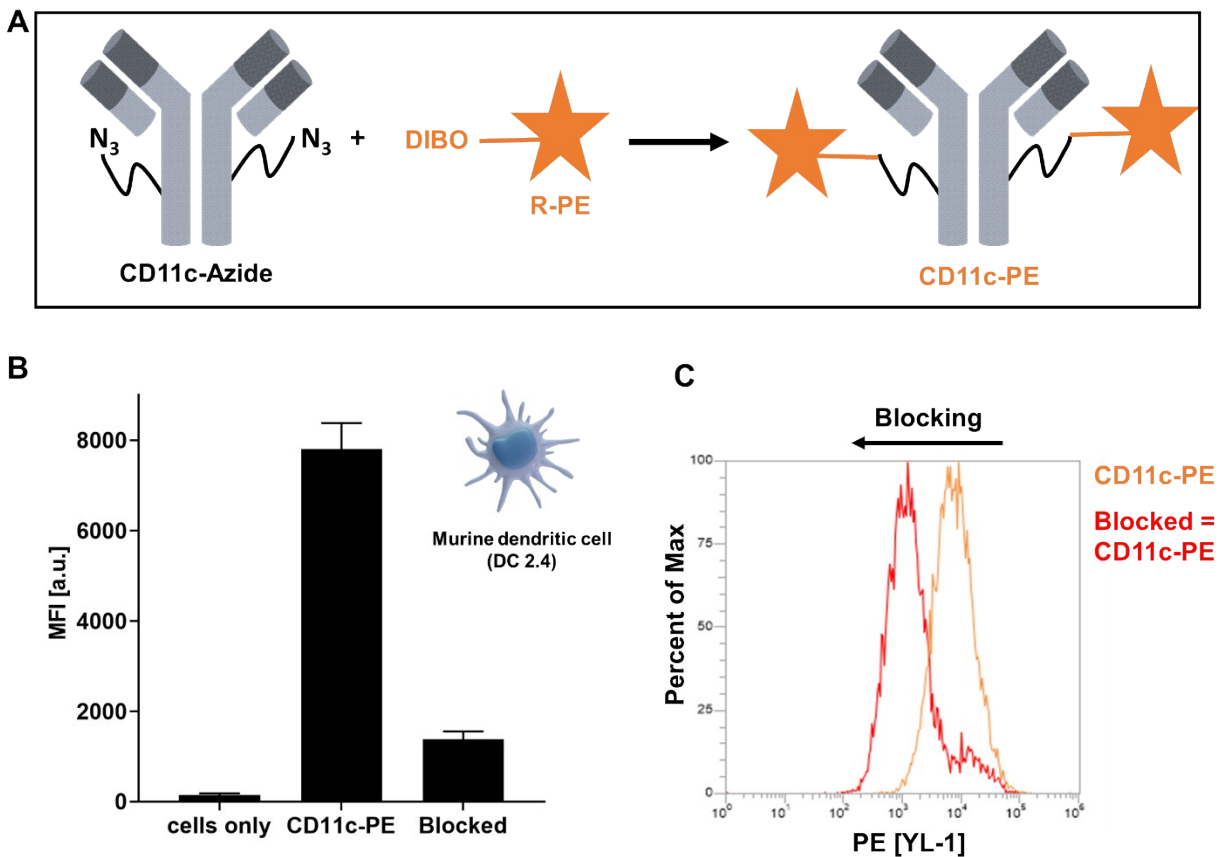 A
N3
N3
+
DIBO
R-PE
CD11c-Azide
CD11c-PE
B
MFI [a.u.]
8000
6000
4000
2000
0
cells only
CD11c-PE
Blocked
Murine dendritic cell
(DC 2.4)
C
Blocking
Percent of Max
100
75
50
25
0
10^0
10^1
10^2
10^3
10^4
10^5
10^6
PE [YL-1]
CD11c-PE
Blocked =
CD11c-PE